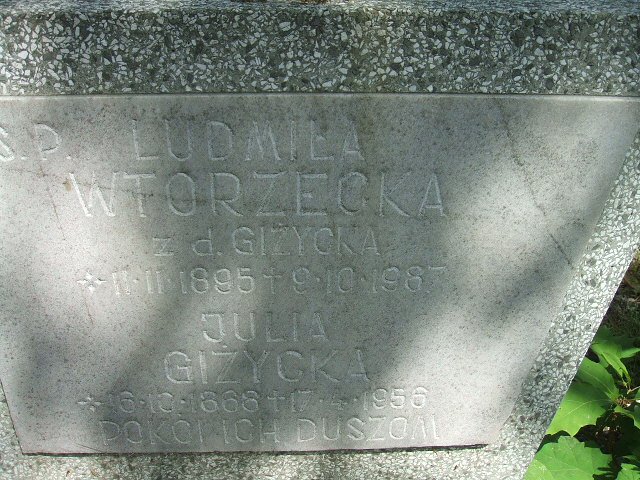 Ś.P. LUDMIŁA
WTORZECKA
z d. GIŻYCKA
11·11·1895 † 9·10·1987
JULIA
GIŻYCKA
16·10·1868 † 17·4·1956
POKÓJ ICH DUSZOM